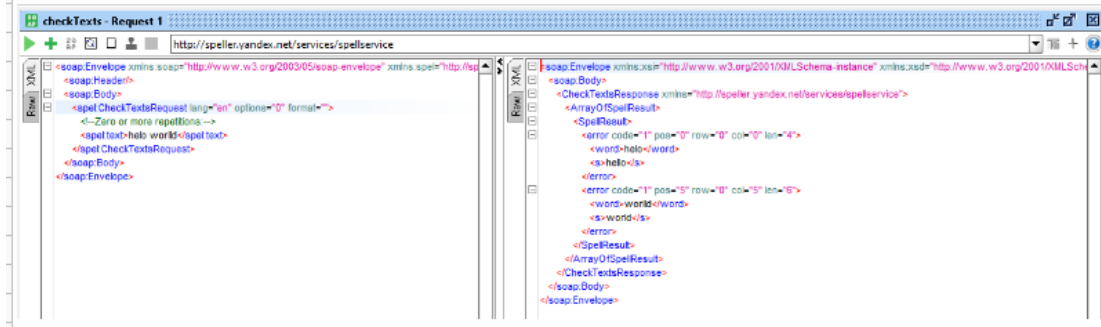 checkTexts - Request 1
http://speller.yandex.net/services/spellservice
XML
Raw
<soap:Envelope xmlns:soap="http://www.w3.org/2003/05/soap-envelope" xmlns:spel="http://sp
<soap:Header/>
<soap:Body>
<spel:CheckTextsRequest lang="en" options="0" format="">
<!--Zero or more repetitions:-->
<spel:text>helo </spel:text>
</spel:CheckTextsRequest>
</soap:Body>
</soap:Envelope>
XML
Raw
<soap:Envelope xmlns:xsi="http://www.w3.org/2001/XMLSchema-instance" xmlns:xsd="http://www.w3.org/2001/XMLSche
<soap:Body>
<CheckTextsResponse xmlns="http://speller.yandex.net/services/spellservice">
<ArrayOfSpellResult>
<SpellResult>
<error code="1" pos="0" row="0" col="0" len="4">
<word>helo</word>
<s>hello</s>
</error>
<error code="1" pos="5" row="0" col="5" len="6">
<word></word>
<s>world</s>
</error>
</SpellResult>
</ArrayOfSpellResult>
</CheckTextsResponse>
</soap:Body>
</soap:Envelope>